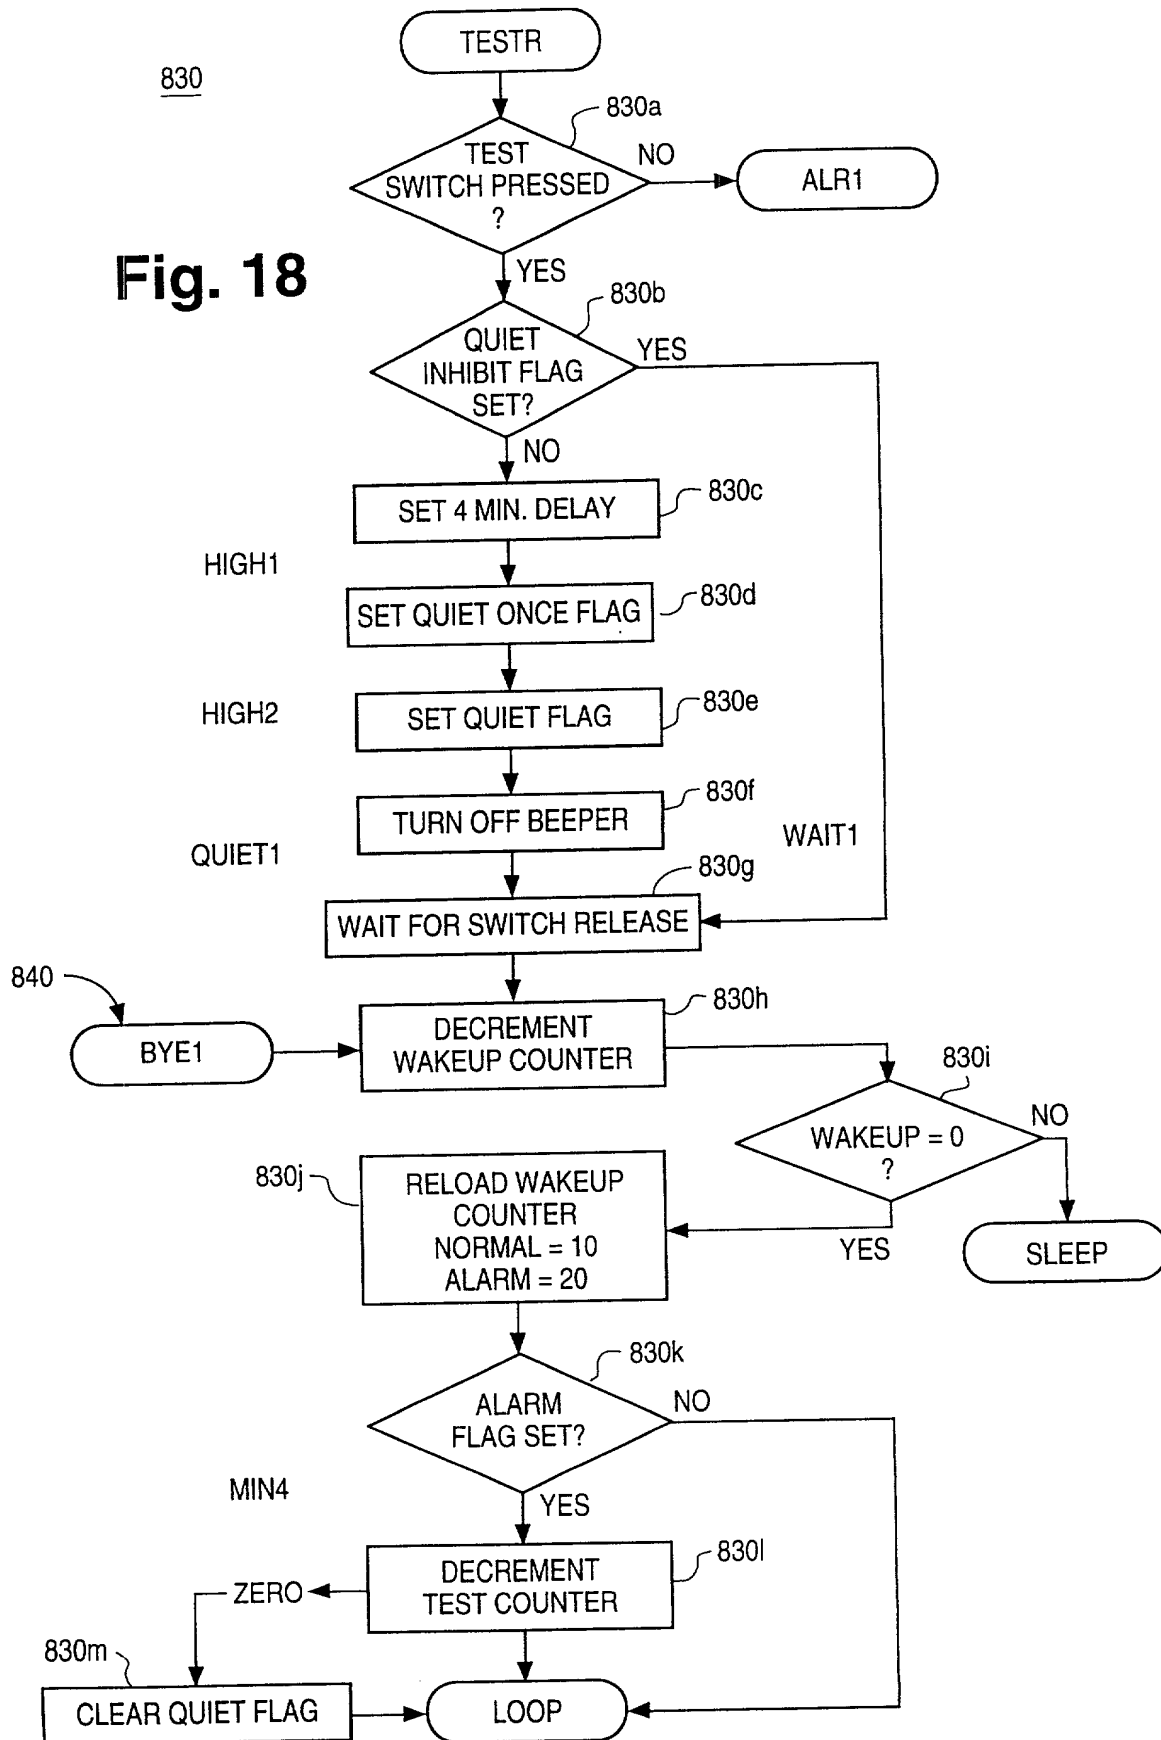 TESTR
830
830a
TEST
SWITCH PRESSED
?
NO
ALR1
Fig. 18
YES
830b
QUIET
INHIBIT FLAG
SET?
YES
NO
SET 4 MIN. DELAY
830c
HIGH1
SET QUIET ONCE FLAG
830d
HIGH2
SET QUIET FLAG
830e
TURN OFF BEEPER
830f
QUIET1
WAIT1
830g
WAIT FOR SWITCH RELEASE
840
BYE1
DECREMENT
WAKEUP COUNTER
830h
830i
WAKEUP = 0
?
NO
SLEEP
YES
830j
RELOAD WAKEUP
COUNTER
NORMAL = 10
ALARM = 20
830k
ALARM
FLAG SET?
NO
MIN4
YES
DECREMENT
TEST COUNTER
830l
ZERO
830m
CLEAR QUIET FLAG
LOOP